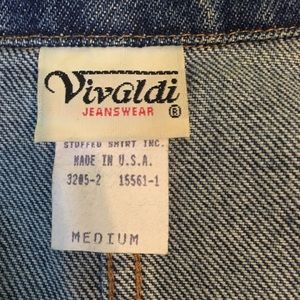 Vivaldi
JEANSWEAR ®
STUFFED SHIRT INC.
MADE IN U.S.A.
3205-2 15561-1
MEDIUM